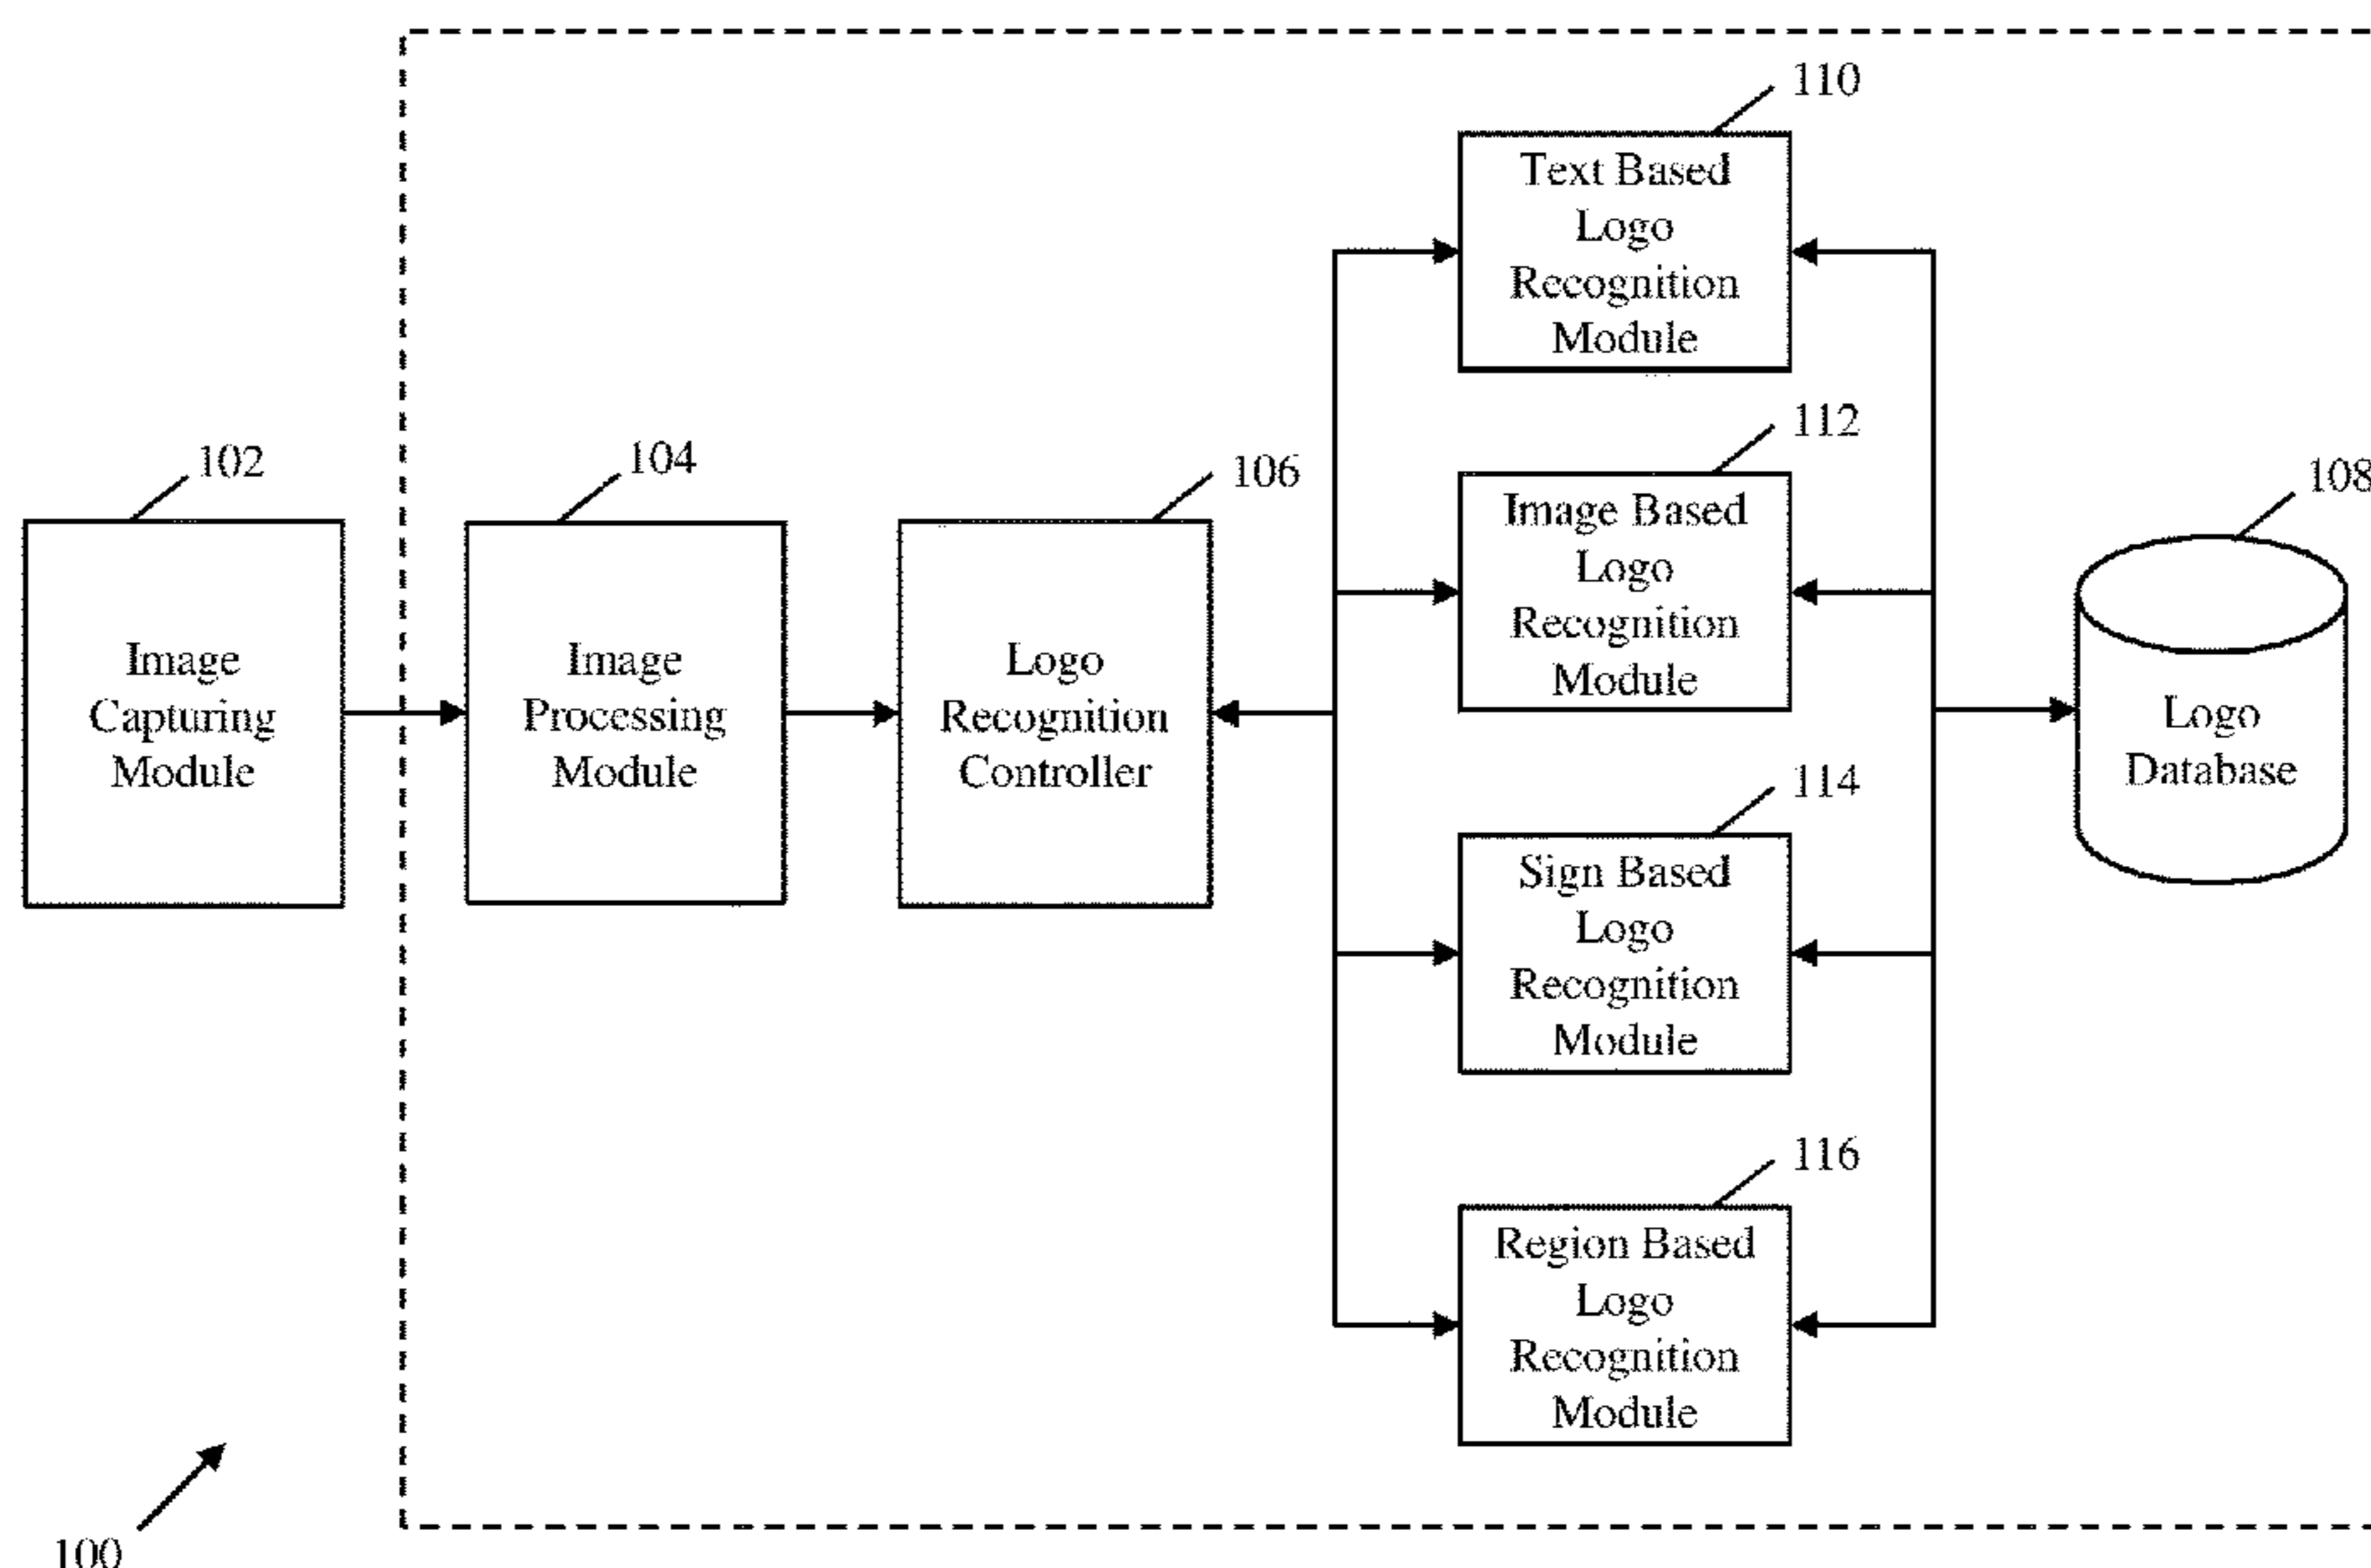 110
Text Based
Logo
Recognition
Module
112
Image Based
Logo
Recognition
Module
102
104
106
108
Image
Capturing
Module
Image
Processing
Module
Logo
Recognition
Controller
Logo
Database
114
Sign Based
Logo
Recognition
Module
116
Region Based
Logo
Recognition
Module
100